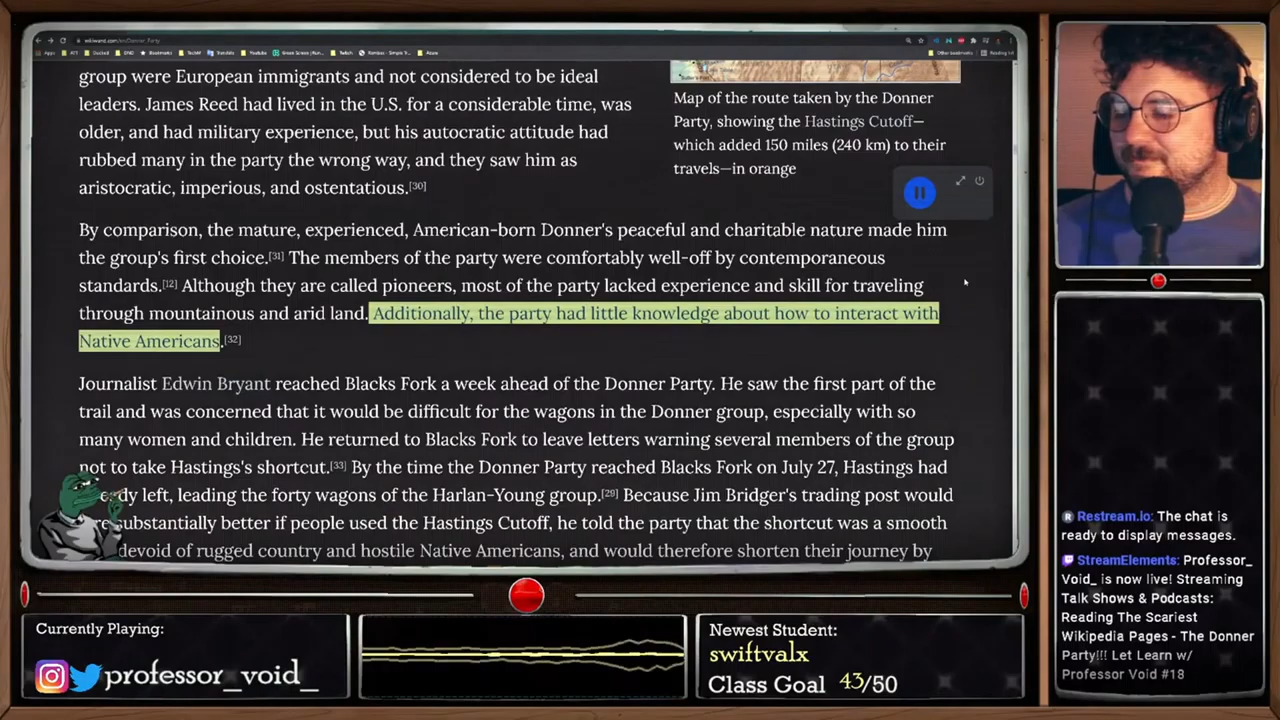 wikiwand.com/en/Donner_Party
group were European immigrants and not considered to be ideal
leaders. James Reed had lived in the U.S. for a considerable time, was
older, and had military experience, but his autocratic attitude had
rubbed many in the party the wrong way, and they saw him as
aristocratic, imperious, and ostentatious.[30]
Map of the route taken by the Donner
Party, showing the Hastings Cutoff—
which added 150 miles (240 km) to their
travels—in orange
By comparison, the mature, experienced, American-born Donner's peaceful and charitable nature made him
the group's first choice.[31] The members of the party were comfortably well-off by contemporaneous
standards.[12] Although they are called pioneers, most of the party lacked experience and skill for traveling
through mountainous and arid land. Additionally, the party had little knowledge about how to interact with
Native Americans.[32]
Journalist Edwin Bryant reached Blacks Fork a week ahead of the Donner Party. He saw the first part of the
trail and was concerned that it would be difficult for the wagons in the Donner group, especially with so
many women and children. He returned to Blacks Fork to leave letters warning several members of the group
not to take Hastings's shortcut.[33] By the time the Donner Party reached Blacks Fork on July 27, Hastings had
left, leading the forty wagons of the Harlan-Young group.[29] Because Jim Bridger's trading post would
substantially better if people used the Hastings Cutoff, he told the party that the shortcut was a smooth
devoid of rugged country and hostile Native Americans, and would therefore shorten their journey by
Restream.io: The chat is
ready to display messages.
StreamElements: Professor_
Void_ is now live! Streaming
Talk Shows & Podcasts:
Reading The Scariest
Wikipedia Pages - The Donner
Party!!! Let Learn w/
Professor Void #18
Currently Playing:
professor_void_
Newest Student:
swiftvalx
Class Goal 43/50